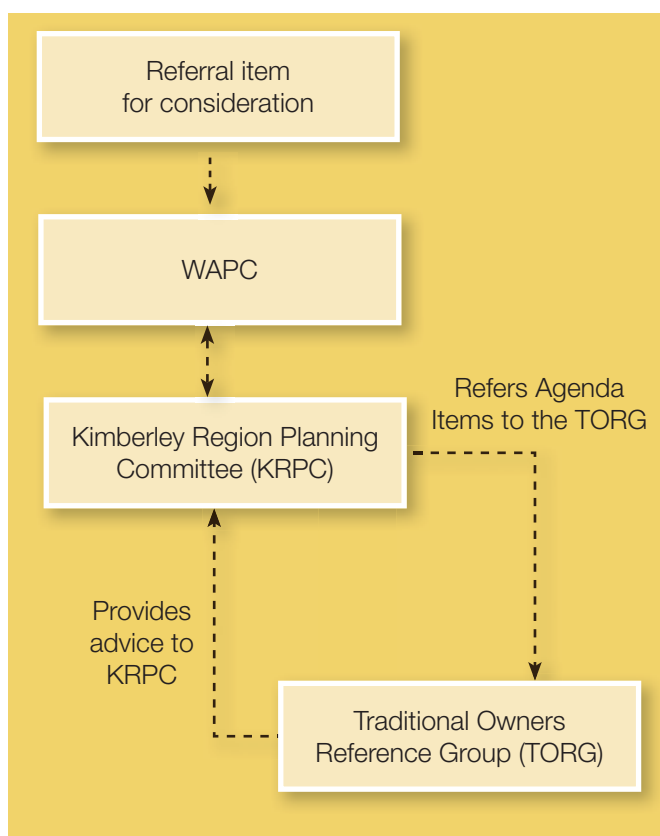 Referral item
for consideration
WAPC
Kimberley Region Planning
Committee (KRPC)
Refers Agenda
Items to the TORG
Provides
advice to
KRPC
Traditional Owners
Reference Group (TORG)